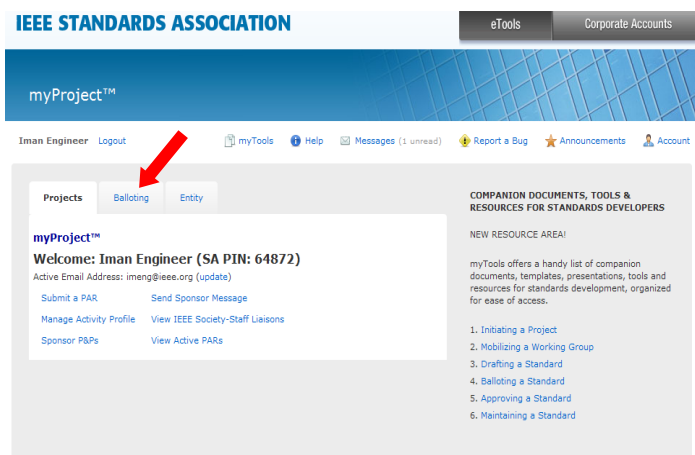 IEEE STANDARDS ASSOCIATION
eTools Corporate Accounts
myProject™
Iman Engineer Logout myTools Help Messages (1 unread) Report a Bug Announcements Account
Projects Balloting Entity
myProject™
Welcome: Iman Engineer (SA PIN: 64872)
Active Email Address: imeng@ieee.org (update)
Submit a PAR Send Sponsor Message
Manage Activity Profile View IEEE Society-Staff Liaisons
Sponsor P&Ps View Active PARs
COMPANION DOCUMENTS, TOOLS &
RESOURCES FOR STANDARDS DEVELOPERS
NEW RESOURCE AREA!
myTools offers a handy list of companion
documents, templates, presentations, tools and
resources for standards development, organized
for ease of access.
1. Initiating a Project
2. Mobilizing a Working Group
3. Drafting a Standard
4. Balloting a Standard
5. Approving a Standard
6. Maintaining a Standard